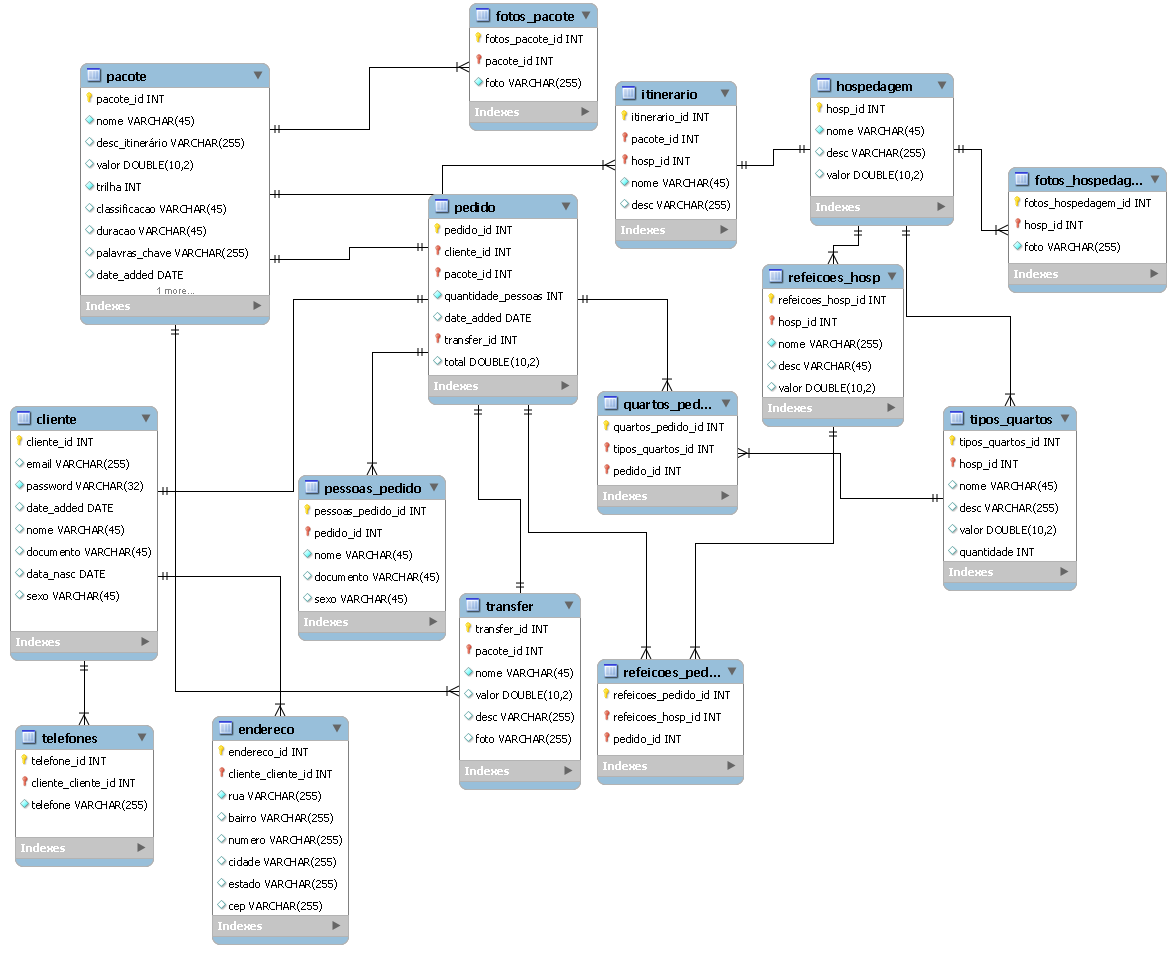 fotos_pacote
fotos_pacote_id INT
pacote_id INT
foto VARCHAR(255)
Indexes
pacote
pacote_id INT
nome VARCHAR(45)
desc_itinerário VARCHAR(255)
valor DOUBLE(10,2)
trilha INT
classificacao VARCHAR(45)
duracao VARCHAR(45)
palavras_chave VARCHAR(255)
date_added DATE
1 more...
Indexes
itinerario
itinerario_id INT
pacote_id INT
hosp_id INT
nome VARCHAR(45)
desc VARCHAR(255)
Indexes
hospedagem
hosp_id INT
nome VARCHAR(45)
desc VARCHAR(255)
valor DOUBLE(10,2)
Indexes
fotos_hospedag...
fotos_hospedagem_id INT
hosp_id INT
foto VARCHAR(255)
Indexes
pedido
pedido_id INT
cliente_id INT
pacote_id INT
quantidade_pessoas INT
date_added DATE
transfer_id INT
total DOUBLE(10,2)
Indexes
refeicoes_hosp
refeicoes_hosp_id INT
hosp_id INT
nome VARCHAR(255)
desc VARCHAR(45)
valor DOUBLE(10,2)
Indexes
quartos_ped...
quartos_pedido_id INT
tipos_quartos_id INT
pedido_id INT
Indexes
tipos_quartos
tipos_quartos_id INT
hosp_id INT
nome VARCHAR(45)
desc VARCHAR(255)
valor DOUBLE(10,2)
quantidade INT
Indexes
cliente
cliente_id INT
email VARCHAR(255)
password VARCHAR(32)
date_added DATE
nome VARCHAR(45)
documento VARCHAR(45)
data_nasc DATE
sexo VARCHAR(45)
Indexes
pessoas_pedido
pessoas_pedido_id INT
pedido_id INT
nome VARCHAR(45)
documento VARCHAR(45)
sexo VARCHAR(45)
Indexes
transfer
transfer_id INT
pacote_id INT
nome VARCHAR(45)
valor DOUBLE(10,2)
desc VARCHAR(255)
foto VARCHAR(255)
Indexes
refeicoes_ped...
refeicoes_pedido_id INT
refeicoes_hosp_id INT
pedido_id INT
Indexes
telefones
telefone_id INT
cliente_cliente_id INT
telefone VARCHAR(255)
Indexes
endereco
endereco_id INT
cliente_cliente_id INT
rua VARCHAR(255)
bairro VARCHAR(255)
numero VARCHAR(255)
cidade VARCHAR(255)
estado VARCHAR(255)
cep VARCHAR(255)
Indexes